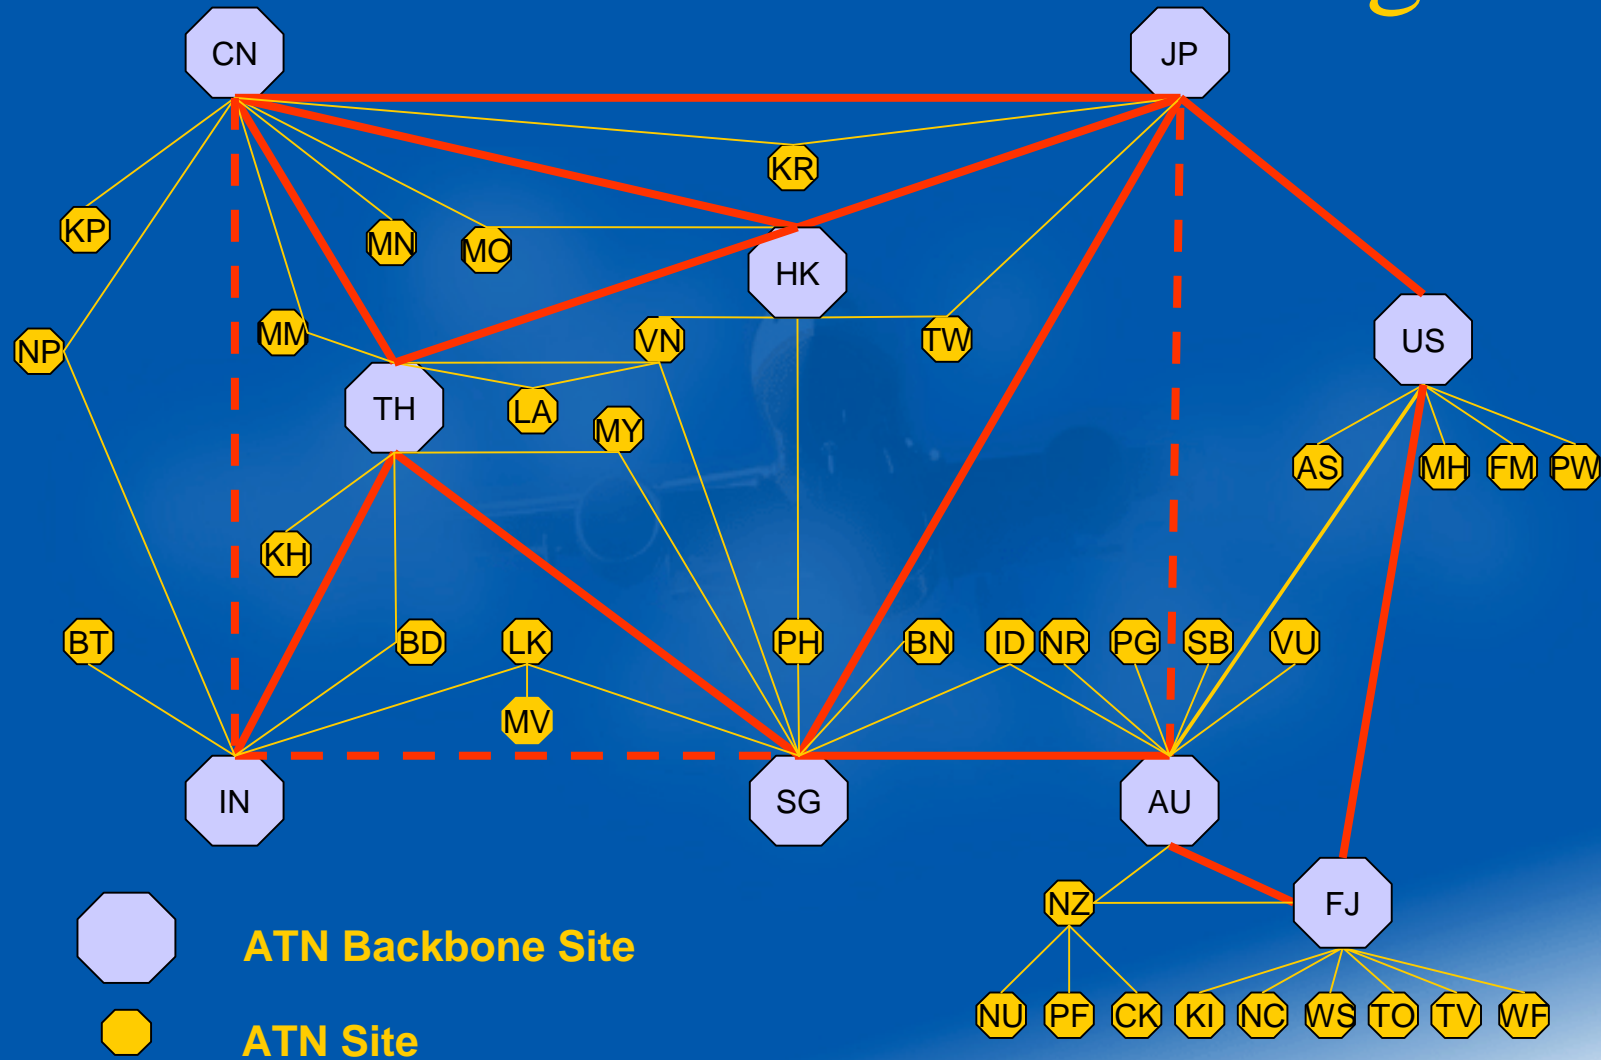 g
CN
JP
KR
KP
MN
MO
HK
NP
MM
VN
TW
US
TH
LA
MY
AS
MH
FM
PW
KH
BT
BD
LK
PH
BN
ID
NR
PG
SB
VU
MV
IN
SG
AU
NZ
FJ
ATN Backbone Site
NU
PF
CK
KI
NC
WS
TO
TV
WF
ATN Site